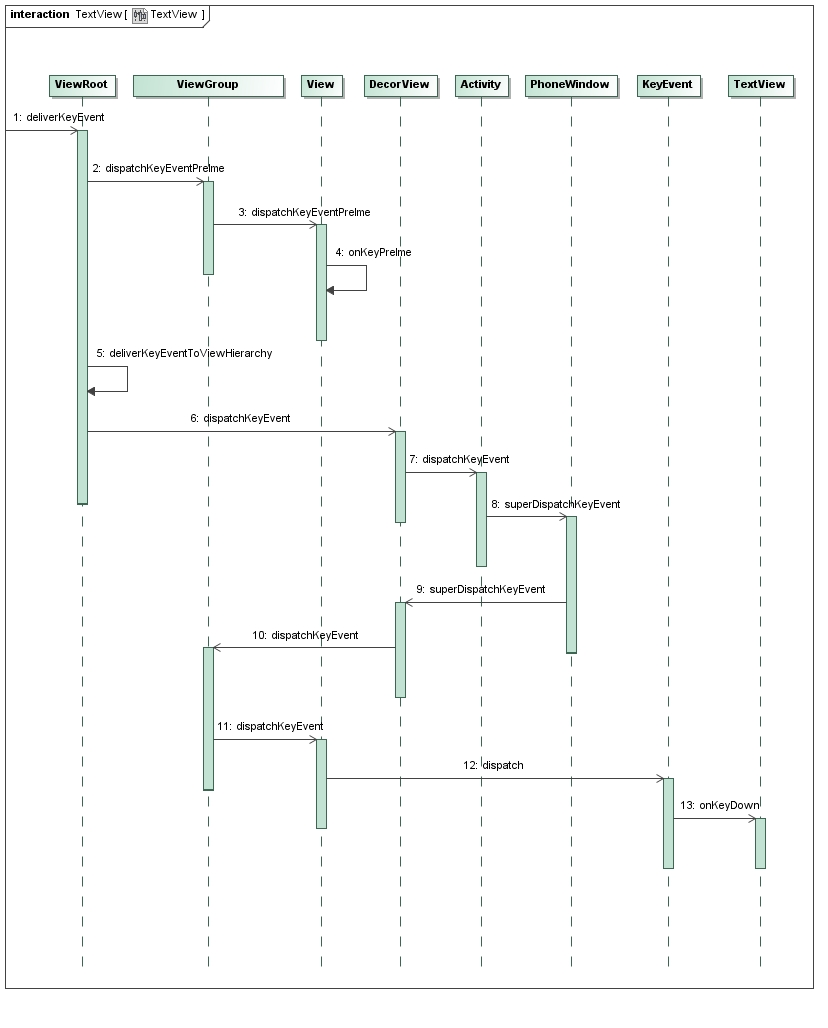 interaction TextView [ TextView ]
ViewRoot ViewGroup View DecorView Activity PhoneWindow KeyEvent TextView
1: deliverKeyEvent
2: dispatchKeyEventPreIme
3: dispatchKeyEventPreIme
4: onKeyPreIme
5: deliverKeyEventToViewHierarchy
6: dispatchKeyEvent
7: dispatchKeyEvent
8: superDispatchKeyEvent
9: superDispatchKeyEvent
10: dispatchKeyEvent
11: dispatchKeyEvent
12: dispatch
13: onKeyDown